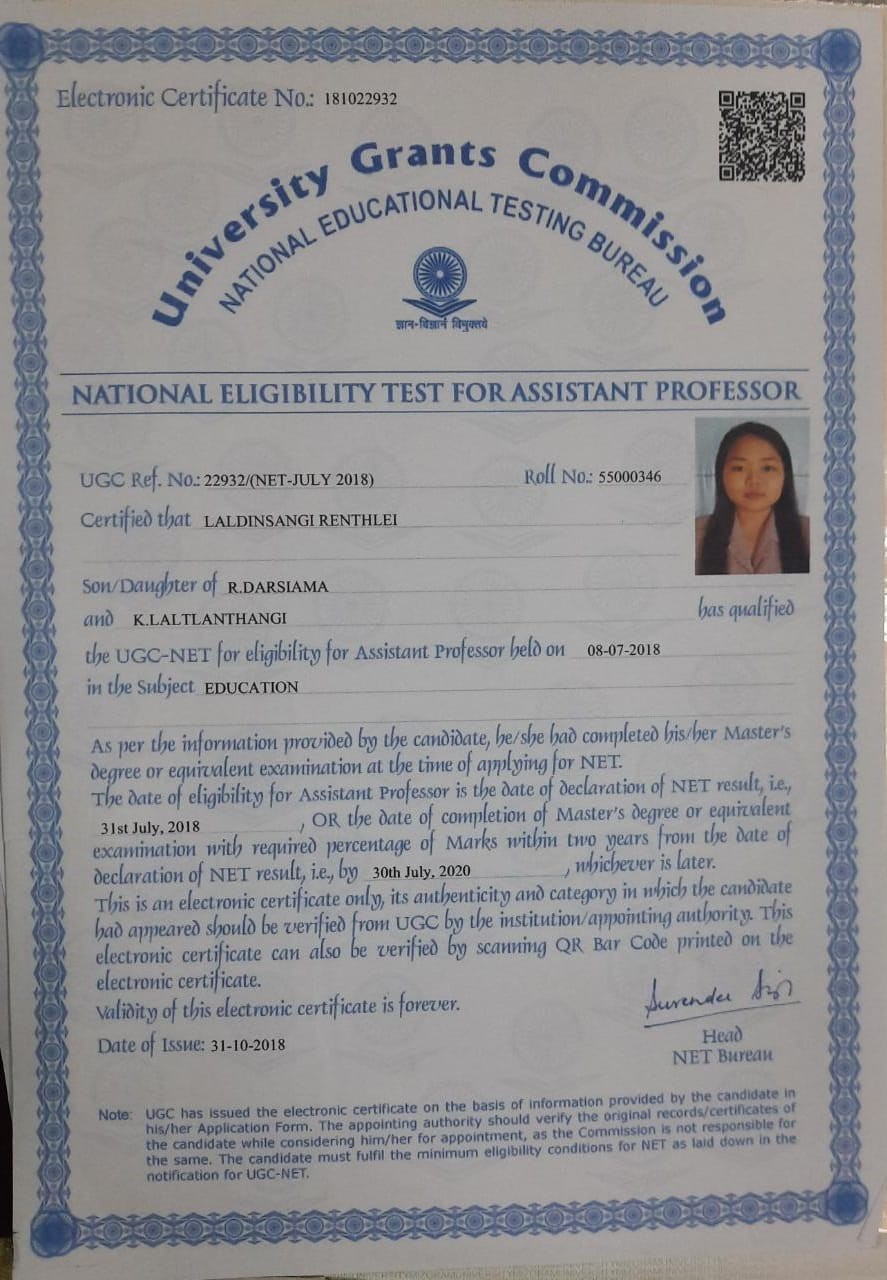 Electronic Certificate No.: 181022932
University Grants Commission
NATIONAL EDUCATIONAL TESTING BUREAU
ज्ञान-विज्ञानं विमुक्तये
NATIONAL ELIGIBILITY TEST FOR ASSISTANT PROFESSOR
UGC Ref. No.: 22932/(NET-JULY 2018) Roll No.: 55000346
Certified that LALDINSANGI RENTHLEI
Son/Daughter of R.DARSIAMA
and K.LALTLANTHANGI has qualified
the UGC-NET for eligibility for Assistant Professor held on 08-07-2018
in the Subject EDUCATION
As per the information provided by the candidate, he/she had completed his/her Master's
degree or equivalent examination at the time of applying for NET.
The date of eligibility for Assistant Professor is the date of declaration of NET result, i.e.,
31st July, 2018 , OR the date of completion of Master's degree or equivalent
examination with required percentage of Marks within two years from the date of
declaration of NET result, i.e., by 30th July, 2020 , whichever is later.
This is an electronic certificate only, its authenticity and category in which the candidate
had appeared should be verified from UGC by the institution/appointing authority. This
electronic certificate can also be verified by scanning QR Bar Code printed on the
electronic certificate.
Validity of this electronic certificate is forever.
Surender
Date of Issue: 31-10-2018
Head
NET Bureau
Note: UGC has issued the electronic certificate on the basis of information provided by the candidate in
his/her Application Form. The appointing authority should verify the original records/certificates of
the candidate while considering him/her for appointment, as the Commission is not responsible for
the same. The candidate must fulfil the minimum eligibility conditions for NET as laid down in the
notification for UGC-NET.